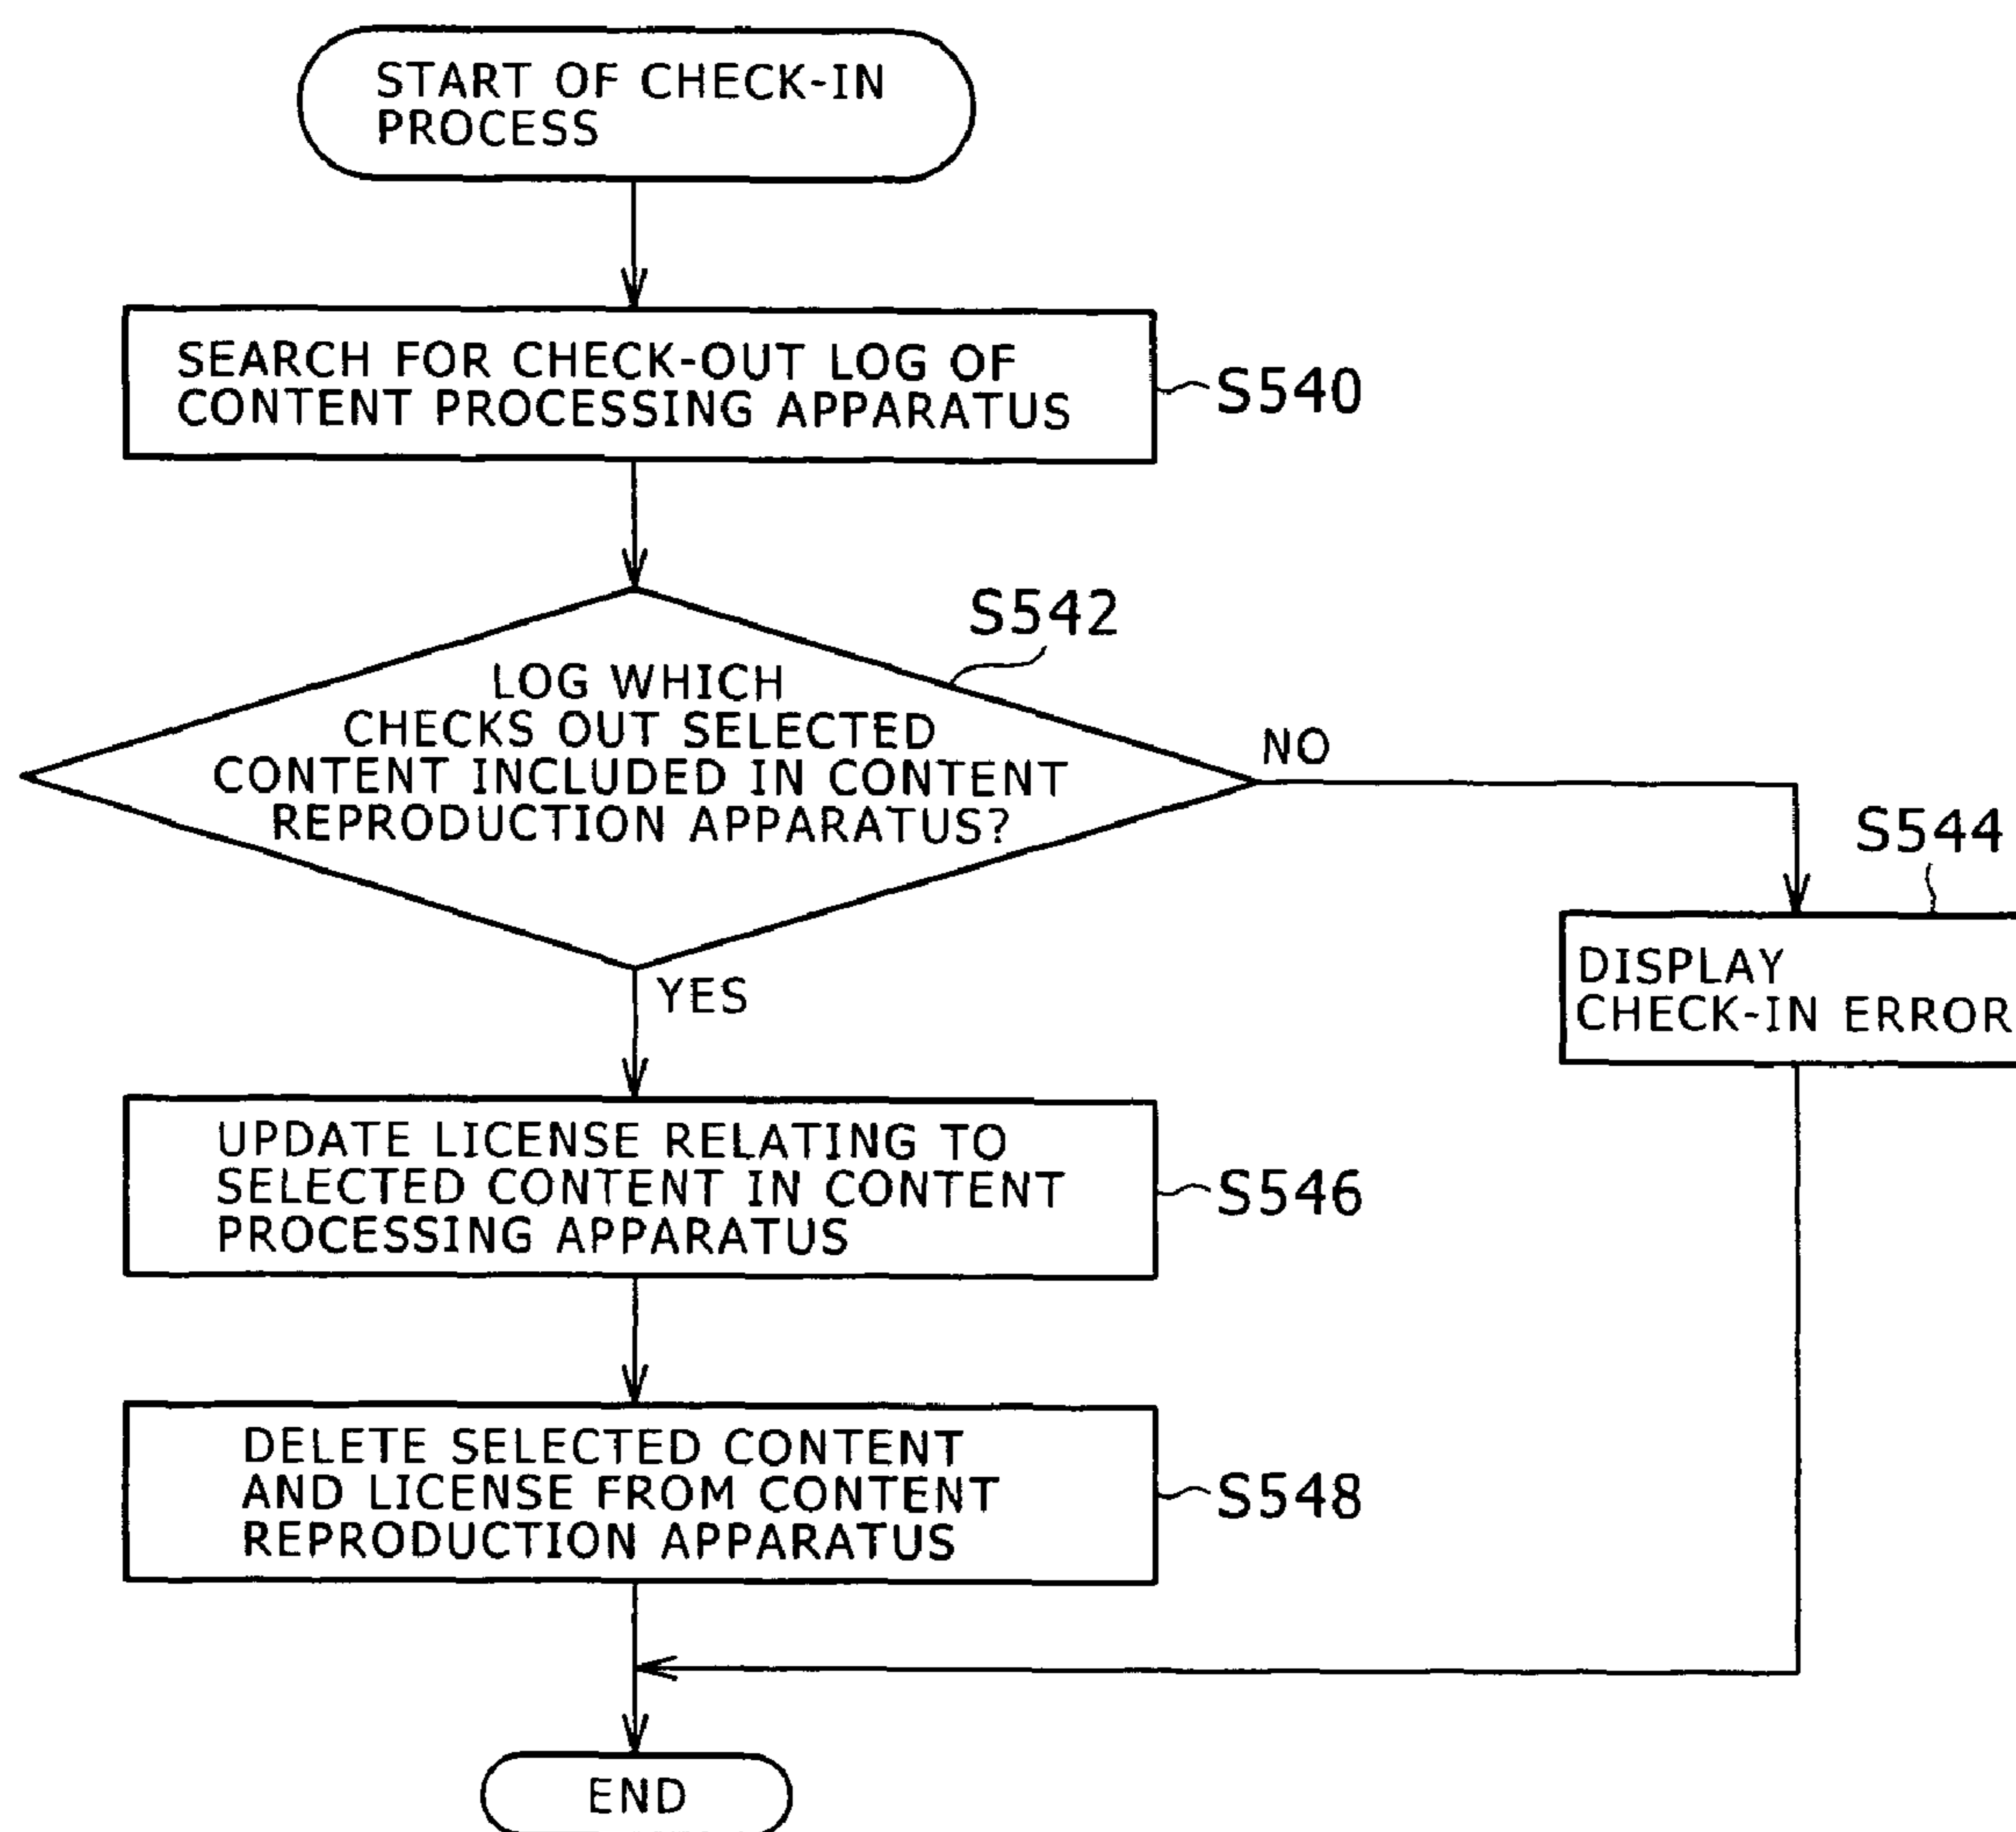 START OF CHECK-IN
PROCESS
SEARCH FOR CHECK-OUT LOG OF
CONTENT PROCESSING APPARATUS
S540
S542
LOG WHICH
CHECKS OUT SELECTED
CONTENT INCLUDED IN CONTENT
REPRODUCTION APPARATUS?
NO
S544
DISPLAY
CHECK-IN ERROR
YES
UPDATE LICENSE RELATING TO
SELECTED CONTENT IN CONTENT
PROCESSING APPARATUS
S546
DELETE SELECTED CONTENT
AND LICENSE FROM CONTENT
REPRODUCTION APPARATUS
S548
END